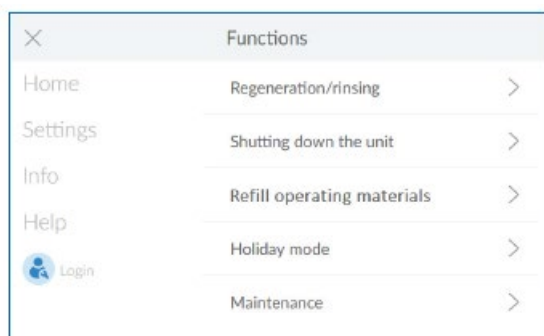 Functions
Home
Settings
Info
Help
Login
Regeneration/rinsing
Shutting down the unit
Refill operating materials
Holiday mode
Maintenance